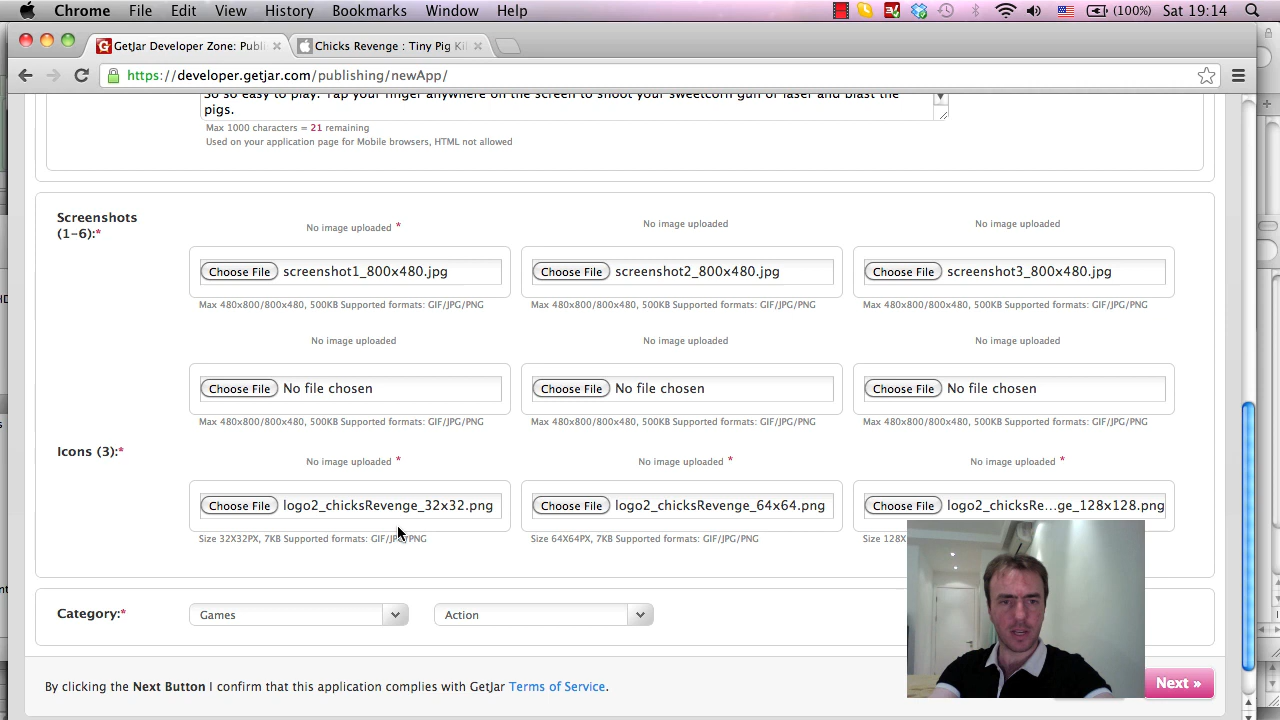 Chrome File Edit View History Bookmarks Window Help (100%) Sat 19:14
GetJar Developer Zone: Publi Chicks Revenge : Tiny Pig Kil
https://developer.getjar.com/publishing/newApp/
So so easy to play. Tap your finger anywhere on the screen to shoot your sweetcorn gun or laser and blast the
pigs.
Max 1000 characters = 21 remaining
Used on your application page for Mobile browsers, HTML not allowed
Screenshots
(1-6):*
No image uploaded * No image uploaded No image uploaded
Choose File screenshot1_800x480.jpg Choose File screenshot2_800x480.jpg Choose File screenshot3_800x480.jpg
Max 480x800/800x480, 500KB Supported formats: GIF/JPG/PNG Max 480x800/800x480, 500KB Supported formats: GIF/JPG/PNG Max 480x800/800x480, 500KB Supported formats: GIF/JPG/PNG
No image uploaded No image uploaded No image uploaded
Choose File No file chosen Choose File No file chosen Choose File No file chosen
Max 480x800/800x480, 500KB Supported formats: GIF/JPG/PNG Max 480x800/800x480, 500KB Supported formats: GIF/JPG/PNG Max 480x800/800x480, 500KB Supported formats: GIF/JPG/PNG
Icons (3):*
No image uploaded * No image uploaded * No image uploaded *
Choose File logo2_chicksRevenge_32x32.png Choose File logo2_chicksRevenge_64x64.png Choose File logo2_chicksRe...ge_128x128.png
Size 32X32PX, 7KB Supported formats: GIF/JPG/PNG Size 64X64PX, 7KB Supported formats: GIF/JPG/PNG Size 128X
Category:* Games Action
By clicking the Next Button I confirm that this application complies with GetJar Terms of Service. Next »